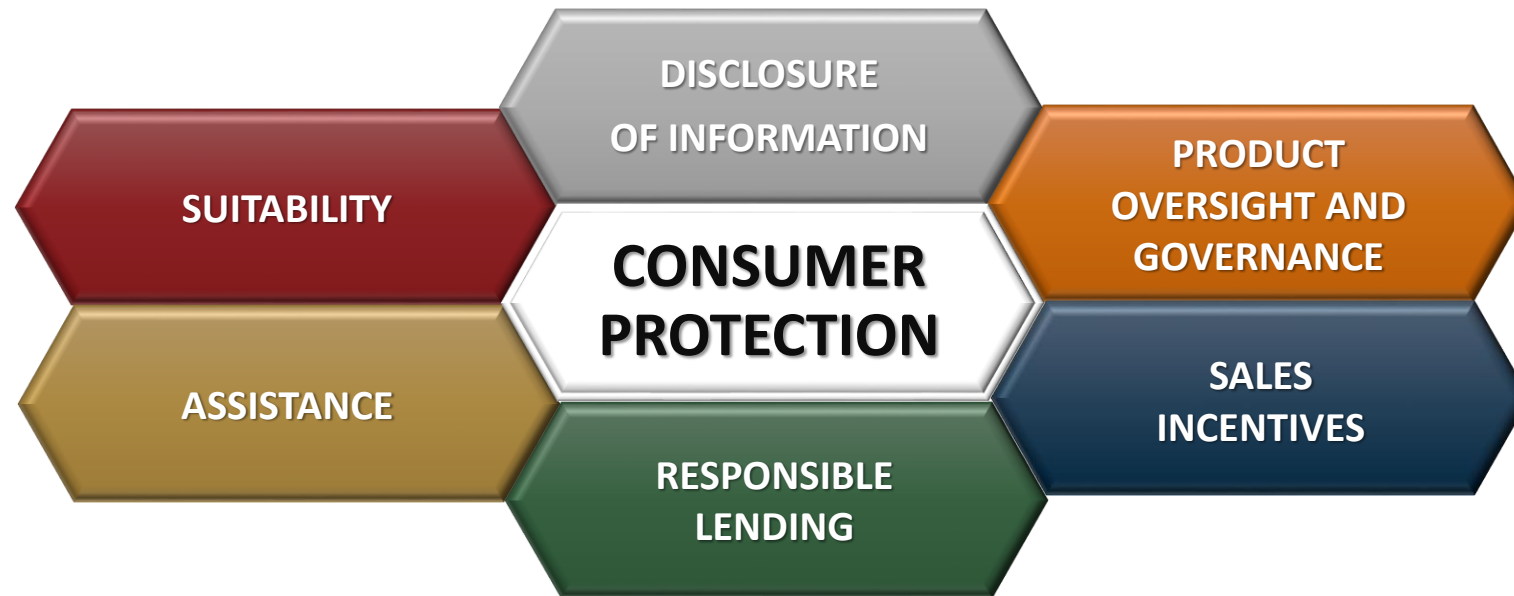 DISCLOSURE
OF INFORMATION
SUITABILITY
PRODUCT
OVERSIGHT AND
GOVERNANCE
CONSUMER
PROTECTION
ASSISTANCE
SALES
INCENTIVES
RESPONSIBLE
LENDING